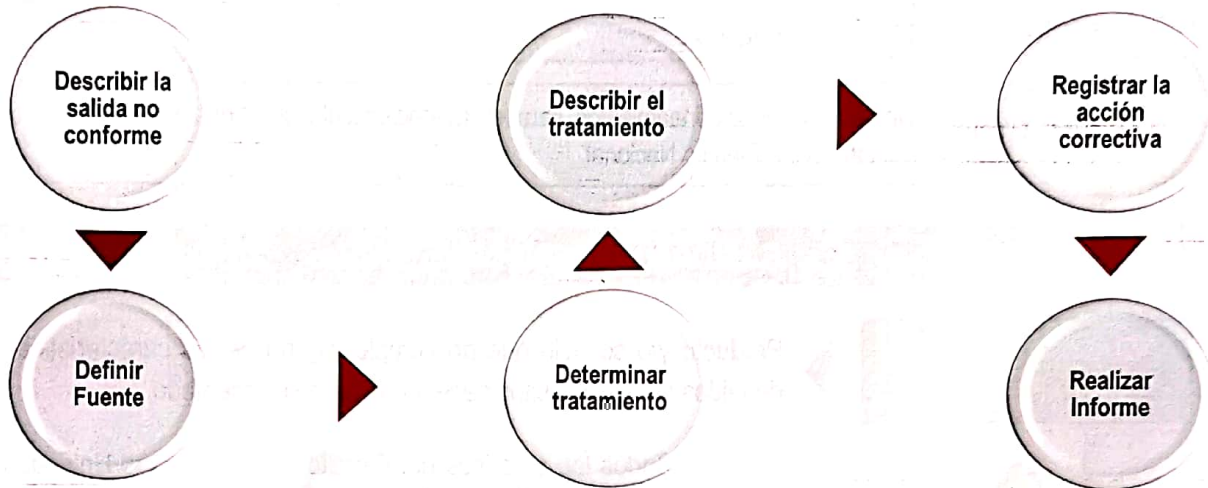 Describir la
salida no
conforme
Definir
Fuente
Determinar
tratamiento
Describir el
tratamiento
Registrar la
acción
correctiva
Realizar
Informe